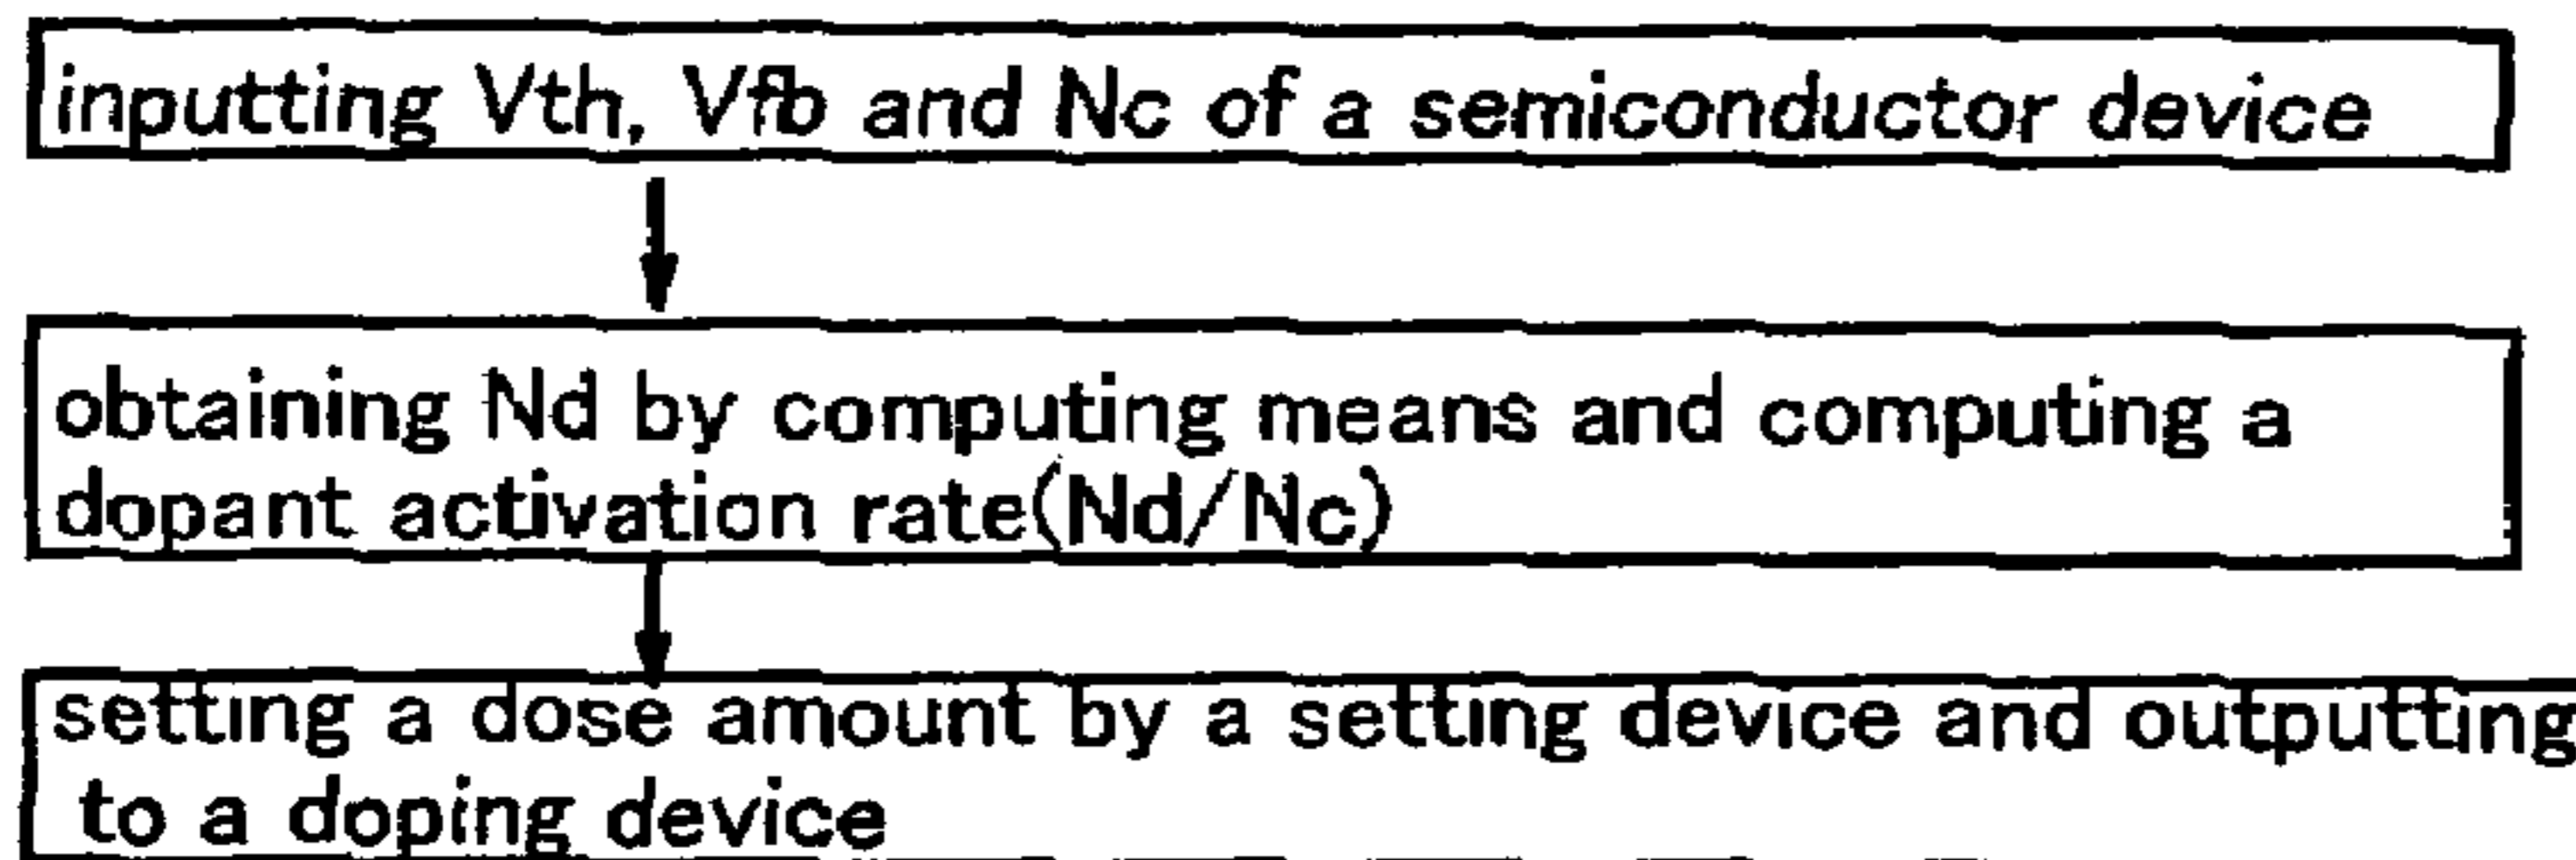 inputting Vth, Vfb and Nc of a semiconductor device
obtaining Nd by computing means and computing a
dopant activation rate(Nd/Nc)
setting a dose amount by a setting device and outputting
to a doping device